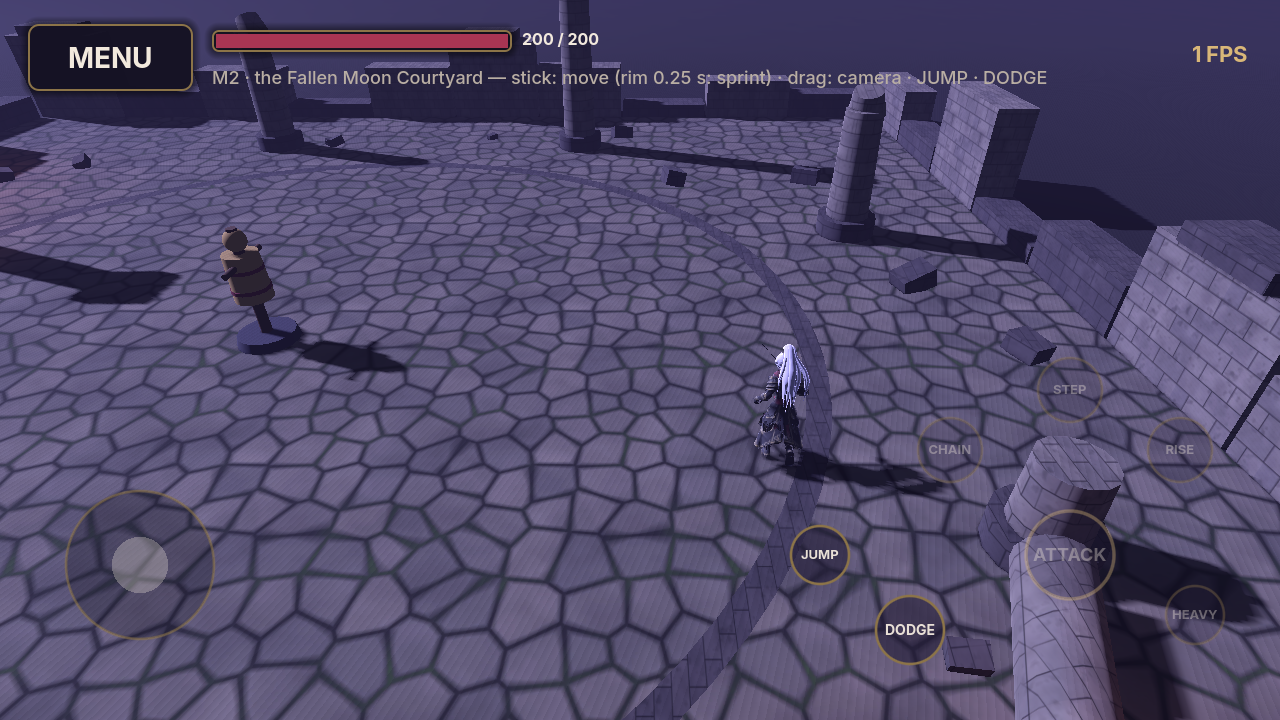 MENU
200 / 200
1 FPS
M2 · the Fallen Moon Courtyard — stick: move (rim 0.25 s: sprint) · drag: camera · JUMP · DODGE
STEP
CHAIN
RISE
JUMP
ATTACK
HEAVY
DODGE